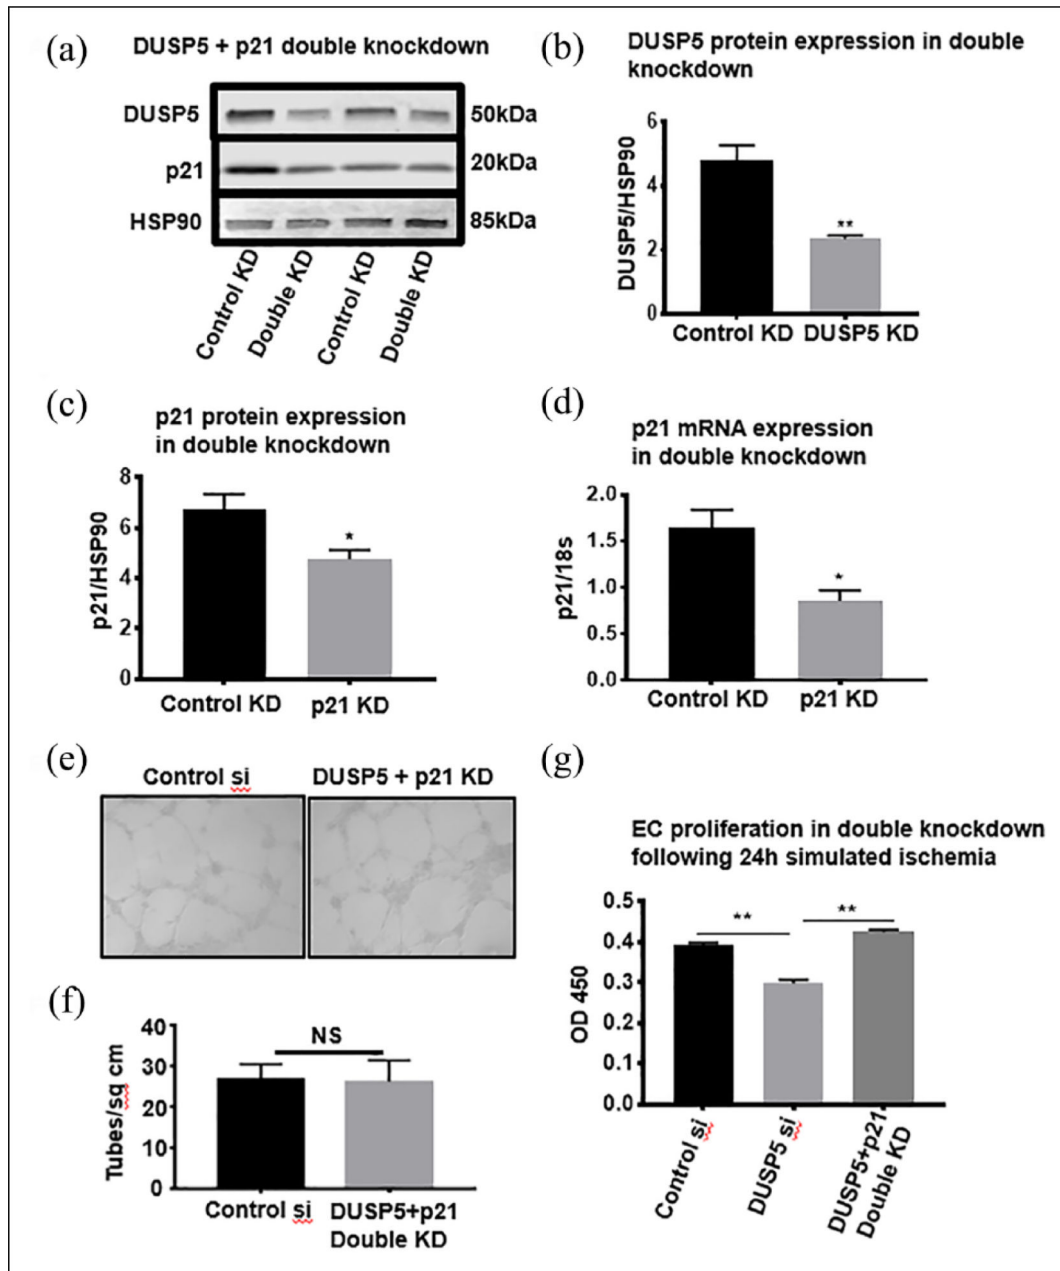 (a)
DUSP5 + p21 double knockdown
DUSP5
50kDa
p21
20kDa
HSP90
85kDa
Control KD
Double KD
Control KD
Double KD
(b)
DUSP5 protein expression in double
knockdown
DUSP5/HSP90
6
4
2
0
**
Control KD
DUSP5 KD
(c)
p21 protein expression
in double knockdown
p21/HSP90
8
6
4
2
0
*
Control KD
p21 KD
(d)
p21 mRNA expression
in double knockdown
p21/18s
2.0
1.5
1.0
0.5
0.0
*
Control KD
p21 KD
(e)
Control si
DUSP5 + p21 KD
(f)
Tubes/sq cm
40
30
20
10
0
NS
Control si
DUSP5+p21
Double KD
(g)
EC proliferation in double knockdown
following 24h simulated ischemia
OD 450
0.5
0.4
0.3
0.2
0.1
0.0
**
**
Control si
DUSP5 si
DUSP5+p21
Double KD